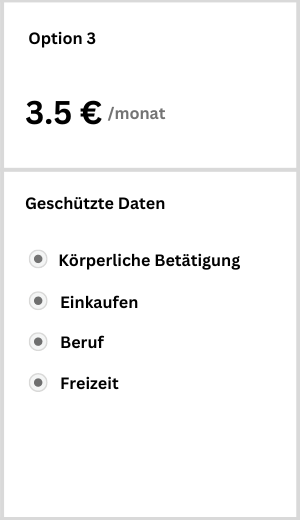 Option 3
3.5 € /monat
Geschützte Daten
Körperliche Betätigung
Einkaufen
Beruf
Freizeit